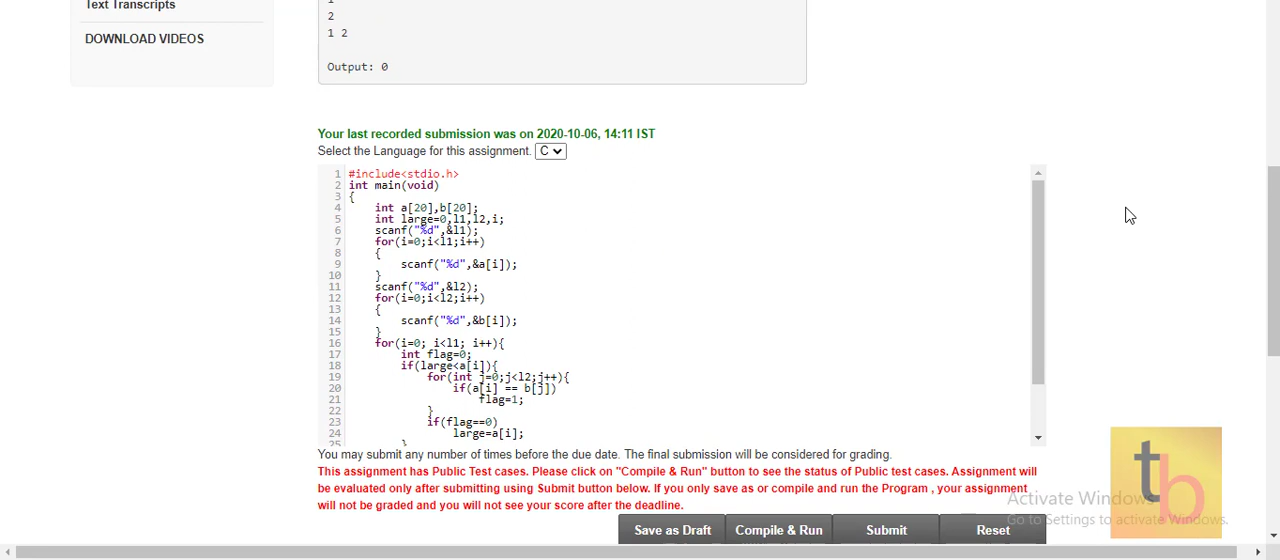 Text Transcripts
DOWNLOAD VIDEOS
2
1 2
Output: 0
Your last recorded submission was on 2020-10-06, 14:11 IST
Select the Language for this assignment. C
1 #include<stdio.h>
2 int main(void)
3 {
4 int a[20],b[20];
5 int large=0,l1,l2,i;
6 scanf("%d",&l1);
7 for(i=0;i<l1;i++)
8 {
9 scanf("%d",&a[i]);
10 }
11 scanf("%d",&l2);
12 for(i=0;i<l2;i++)
13 {
14 scanf("%d",&b[i]);
15 }
16 for(i=0; i<l1; i++){
17 int flag=0;
18 if(large<a[i]){
19 for(int j=0;j<l2;j++){
20 if(a[i] == b[j])
21 flag=1;
22 }
23 if(flag==0)
24 large=a[i];
25 }
You may submit any number of times before the due date. The final submission will be considered for grading.
This assignment has Public Test cases. Please click on "Compile & Run" button to see the status of Public test cases. Assignment will
be evaluated only after submitting using Submit button below. If you only save as or compile and run the Program , your assignment
will not be graded and you will not see your score after the deadline.
Save as Draft Compile & Run Submit Reset
tb
Activate Windows
Go to Settings to activate Windows.